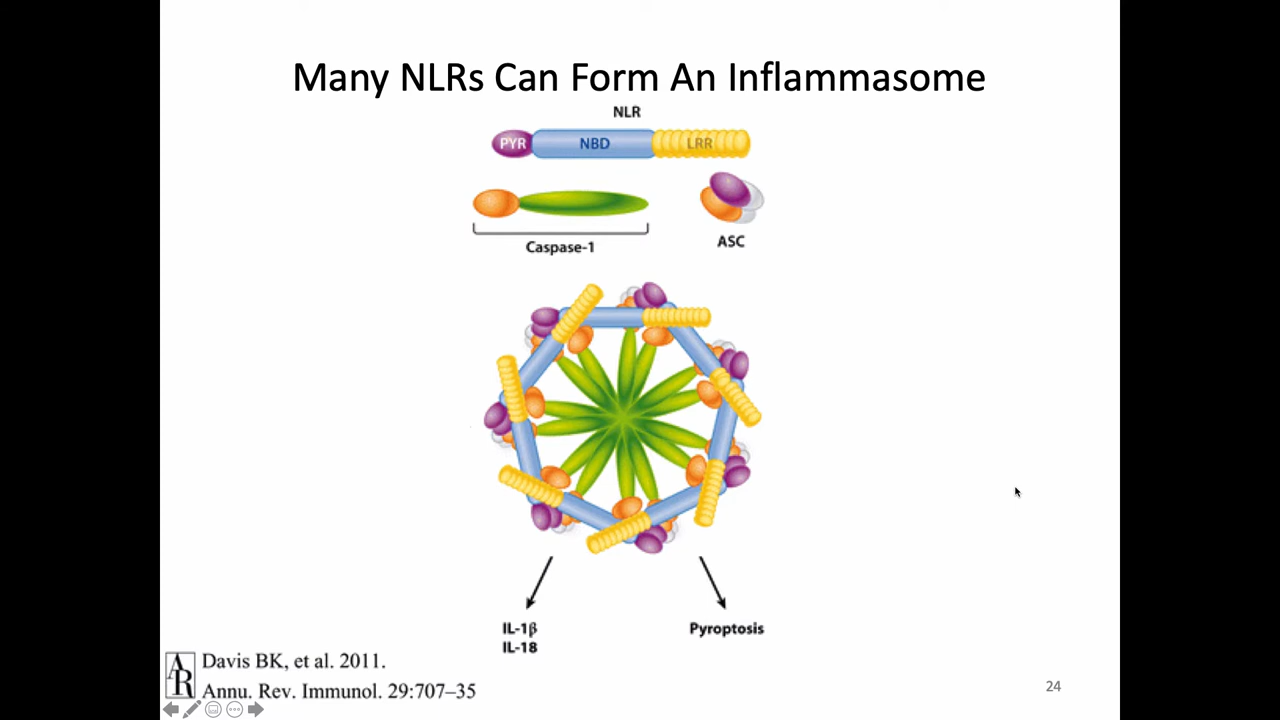 Many NLRs Can Form An Inflammasome
NLR
PYR NBD LRR
Caspase-1
ASC
IL-1β
IL-18
Pyroptosis
AR
Davis BK, et al. 2011.
Annu. Rev. Immunol. 29:707–35
24